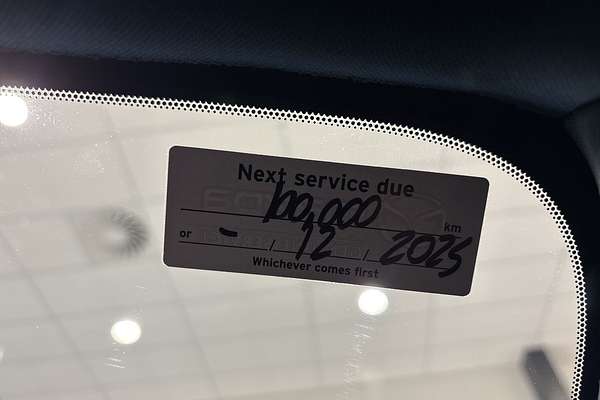 Next service due
100,000 km
or - / 12 / 2025
Whichever comes first